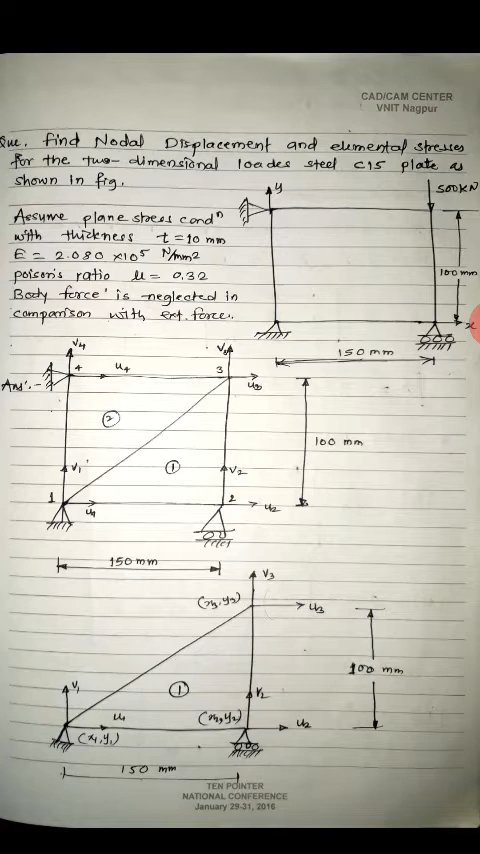 CAD/CAM CENTER
VNIT Nagpur
Que. find Nodal Displacement and elemental stresses
for the two-dimensional loades steel C15 plate as
shown in fig.
Assume plane stress condⁿ
with thickness t = 10 mm
E = 2.080 ×10⁵ N/mm2
poison's ratio µ = 0.32
Body force' is neglected in
comparison with ext. force.
y
500KN
100mm
x
150 mm
Ans'. -
V4
4
u4
V3
3
u3
2
1
V1
V2
100 mm
1
u1
2
u2
150 mm
V3
(x3, y3)
u3
100 mm
1
V1
V2
u1
(x2, y2)
u2
(x1, y1)
150 mm
TEN POINTER
NATIONAL CONFERENCE
January 29-31, 2016